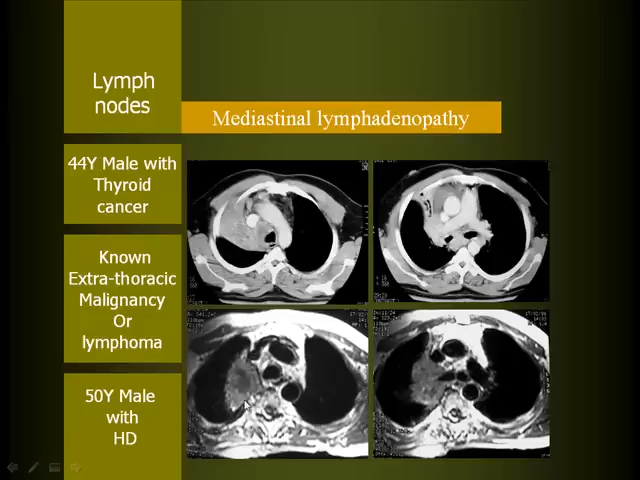 Lymph
nodes
Mediastinal lymphadenopathy
44Y Male with
Thyroid
cancer
Known
Extra-thoracic
Malignancy
Or
lymphoma
50Y Male
with
HD